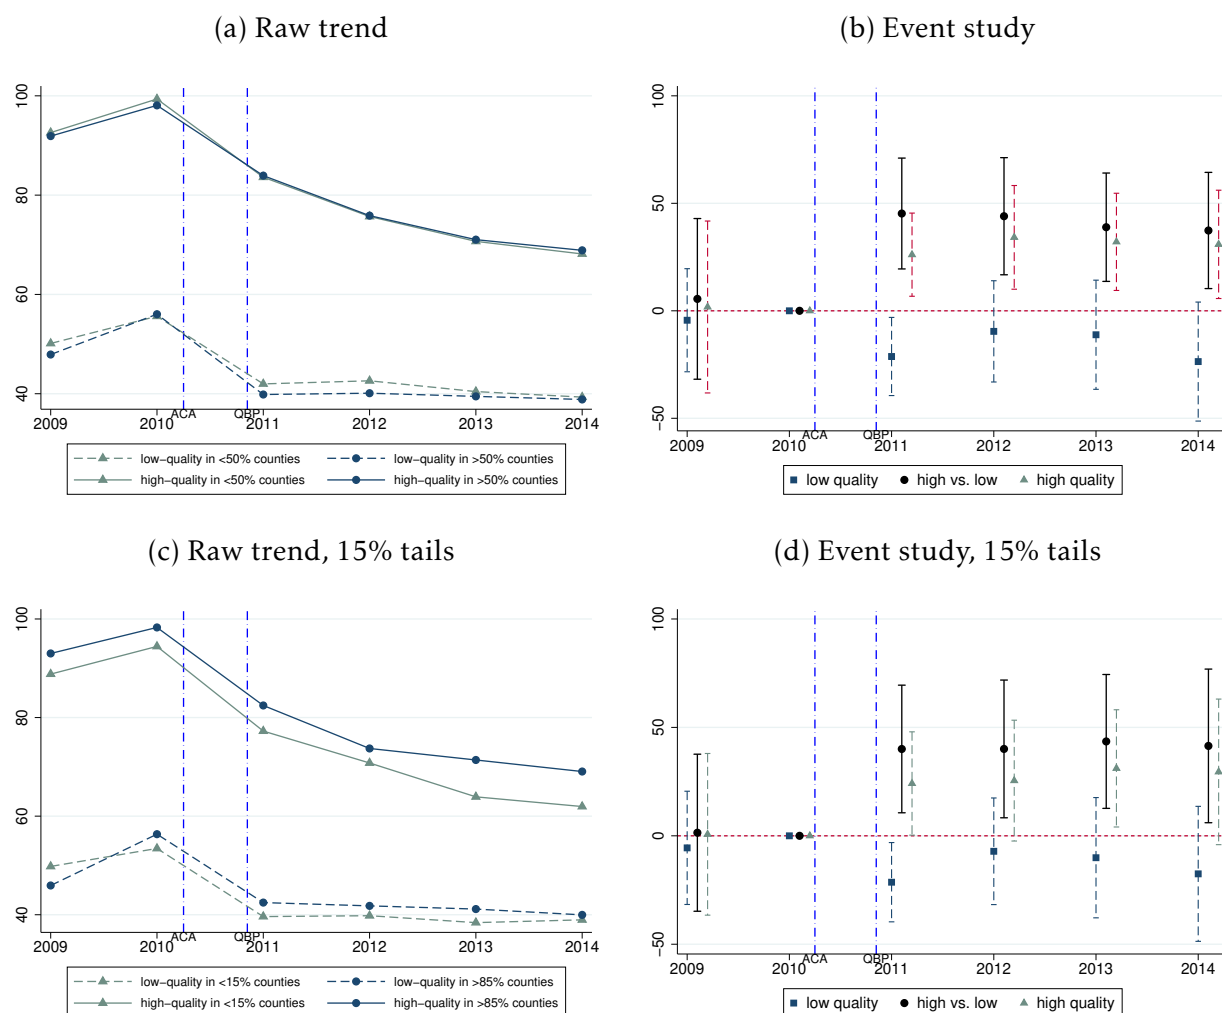 (a) Raw trend
100
80
60
40
2009 2010 2011 2012 2013 2014
ACA QBP
low−quality in <50% counties low−quality in >50% counties
high−quality in <50% counties high−quality in >50% counties
(b) Event study
100
50
0
−50
2009 2010 2011 2012 2013 2014
ACA QBP
low quality high vs. low high quality
(c) Raw trend, 15% tails
100
80
60
40
2009 2010 2011 2012 2013 2014
ACA QBP
low−quality in <15% counties low−quality in >85% counties
high−quality in <15% counties high−quality in >85% counties
(d) Event study, 15% tails
100
50
0
−50
2009 2010 2011 2012 2013 2014
ACA QBP
low quality high vs. low high quality